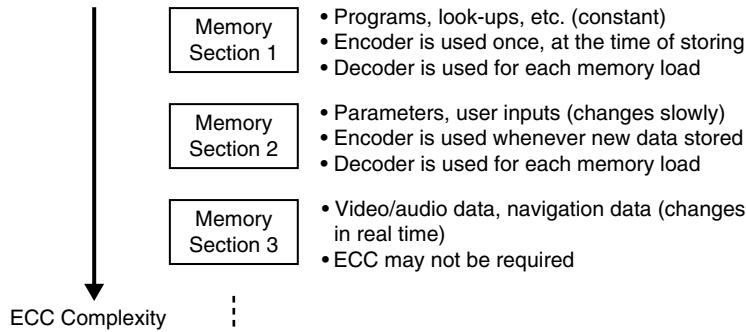 Memory
Section 1
• Programs, look-ups, etc. (constant)
• Encoder is used once, at the time of storing
• Decoder is used for each memory load
Memory
Section 2
• Parameters, user inputs (changes slowly)
• Encoder is used whenever new data stored
• Decoder is used for each memory load
Memory
Section 3
• Video/audio data, navigation data (changes
in real time)
• ECC may not be required
ECC Complexity